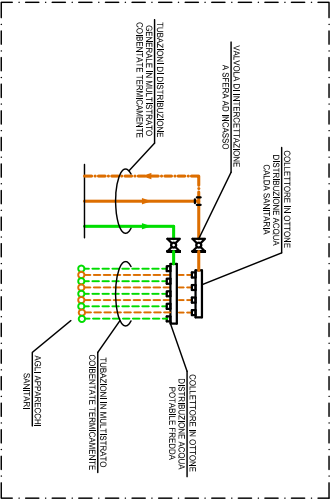 TUBAZIONI DI DISTRIBUZIONE
GENERALE IN MULTISTRATO
COIBENTATE TERMICAMENTE
VALVOLA DI INTERCETTAZIONE
A SFERA AD INCASSO
COLLETTORE IN OTTONE
DISTRIBUZIONE ACQUA
CALDA SANITARIA
COLLETTORE IN OTTONE
DISTRIBUZIONE ACQUA
POTABILE FREDDA
TUBAZIONI IN MULTISTRATO
COIBENTATE TERMICAMENTE
AGLI APPARECCHI
SANITARI